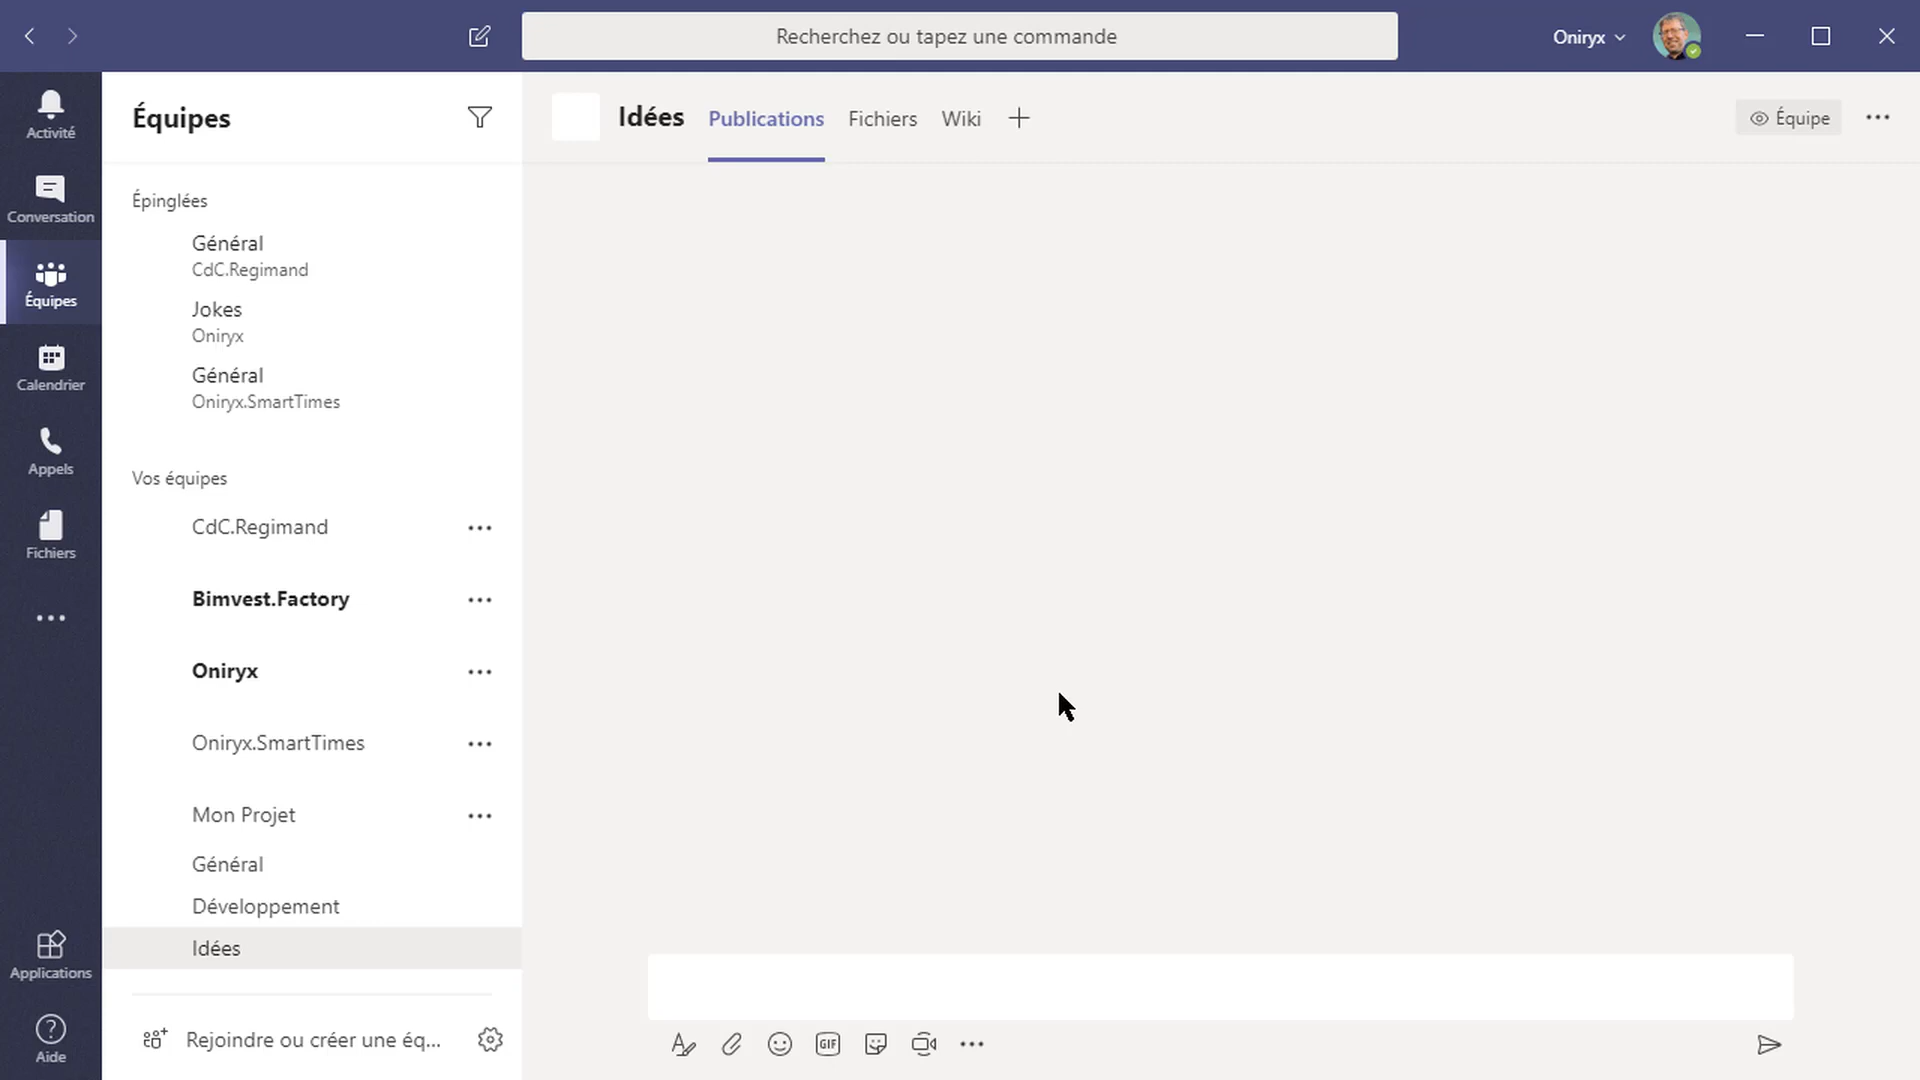 Recherchez ou tapez une commande
Oniryx
Activité
Conversation
Équipes
Calendrier
Appels
Fichiers
Applications
Aide
Équipes
Épinglées
Général
CdC.Regimand
Jokes
Oniryx
Général
Oniryx.SmartTimes
Vos équipes
CdC.Regimand
Bimvest.Factory
Oniryx
Oniryx.SmartTimes
Mon Projet
Général
Développement
Idées
Rejoindre ou créer une éq...
Idées Publications Fichiers Wiki
Équipe
GIF